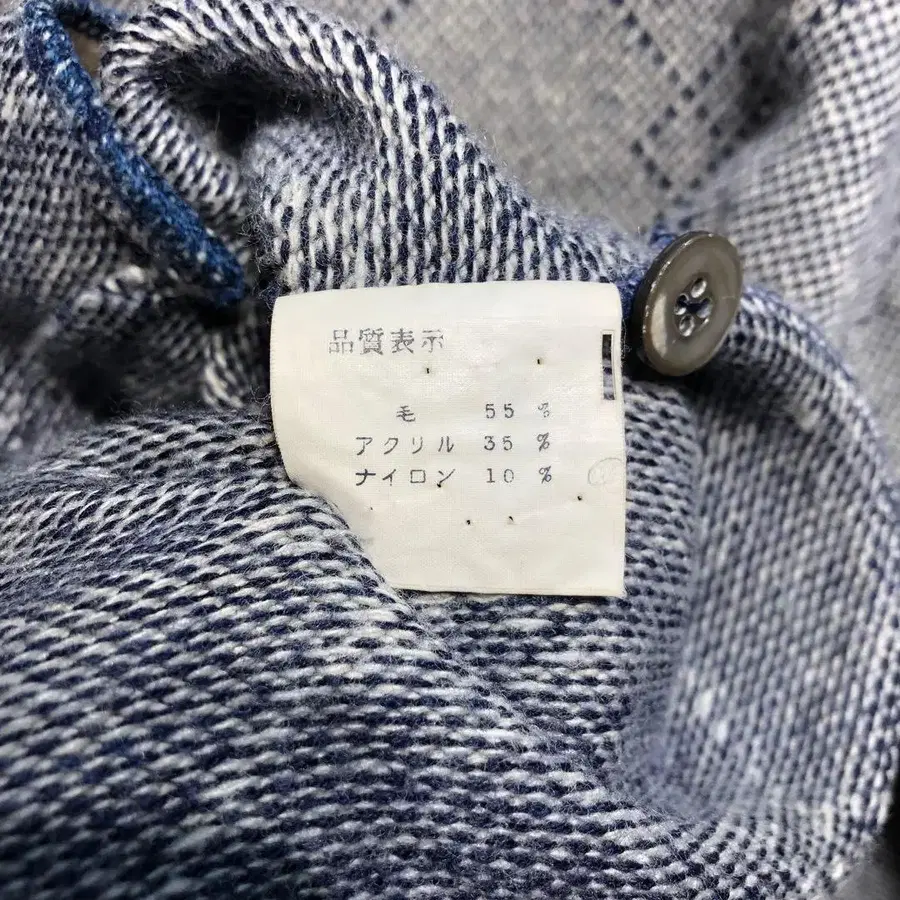 品質表示
毛 55 %
アクリル 35 %
ナイロン 10 %